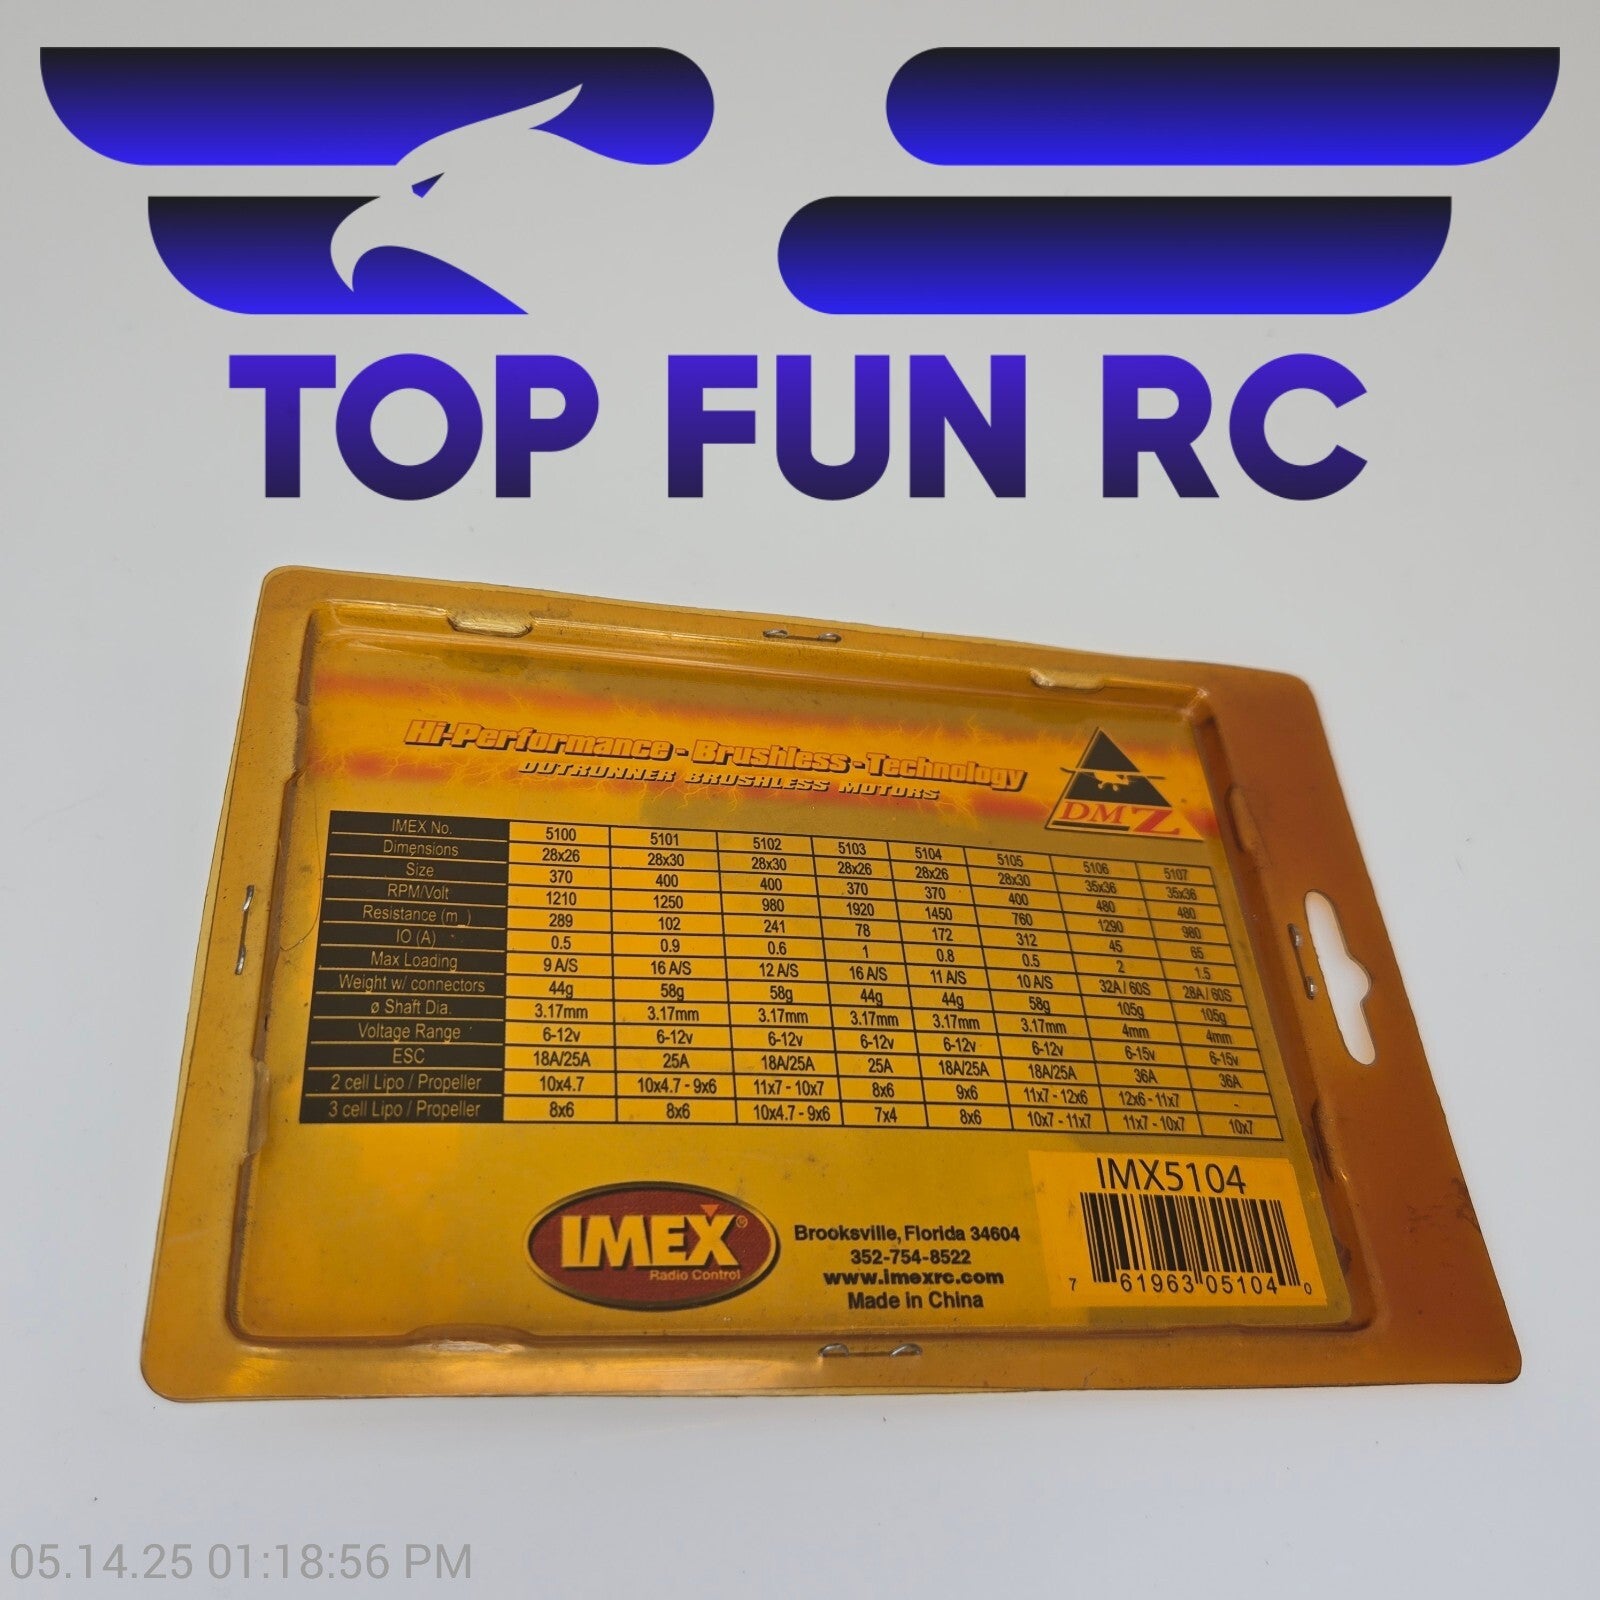 TOP FUN RC
Hi-Performance - Brushless - Technology
OUTRUNNER BRUSHLESS MOTORS
DMZ
IMEX No. 5100 5101 5102 5103 5104 5105 5106 5107
Dimensions 28x26 28x30 28x30 28x26 28x26 28x30 35x36 35x36
Size 370 400 400 370 370 400 480 480
RPM/Volt 1210 1250 980 1920 1450 760 1290 980
Resistance (m_) 289 102 241 78 172 312 45 65
IO (A) 0.5 0.9 0.6 1 0.8 0.5 2 1.5
Max Loading 9 A/S 16 A/S 12 A/S 16 A/S 11 A/S 10 A/S 32A / 60S 28A / 60S
Weight w/ connectors 44g 58g 58g 44g 44g 58g 105g 105g
ø Shaft Dia. 3.17mm 3.17mm 3.17mm 3.17mm 3.17mm 3.17mm 4mm 4mm
Voltage Range 6-12v 6-12v 6-12v 6-12v 6-12v 6-12v 6-15v 6-15v
ESC 18A/25A 25A 18A/25A 25A 18A/25A 18A/25A 36A 36A
2 cell Lipo / Propeller 10x4.7 10x4.7 - 9x6 11x7 - 10x7 8x6 9x6 11x7 - 12x6 12x6 - 11x7 -
3 cell Lipo / Propeller 8x6 8x6 10x4.7 - 9x6 7x4 8x6 10x7 - 11x7 11x7 - 10x7 10x7
IMX5104
7 61963 05104 0
IMEX®
Radio Control
Brooksville, Florida 34604
352-754-8522
www.imexrc.com
Made in China
05.14.25 01:18:56 PM